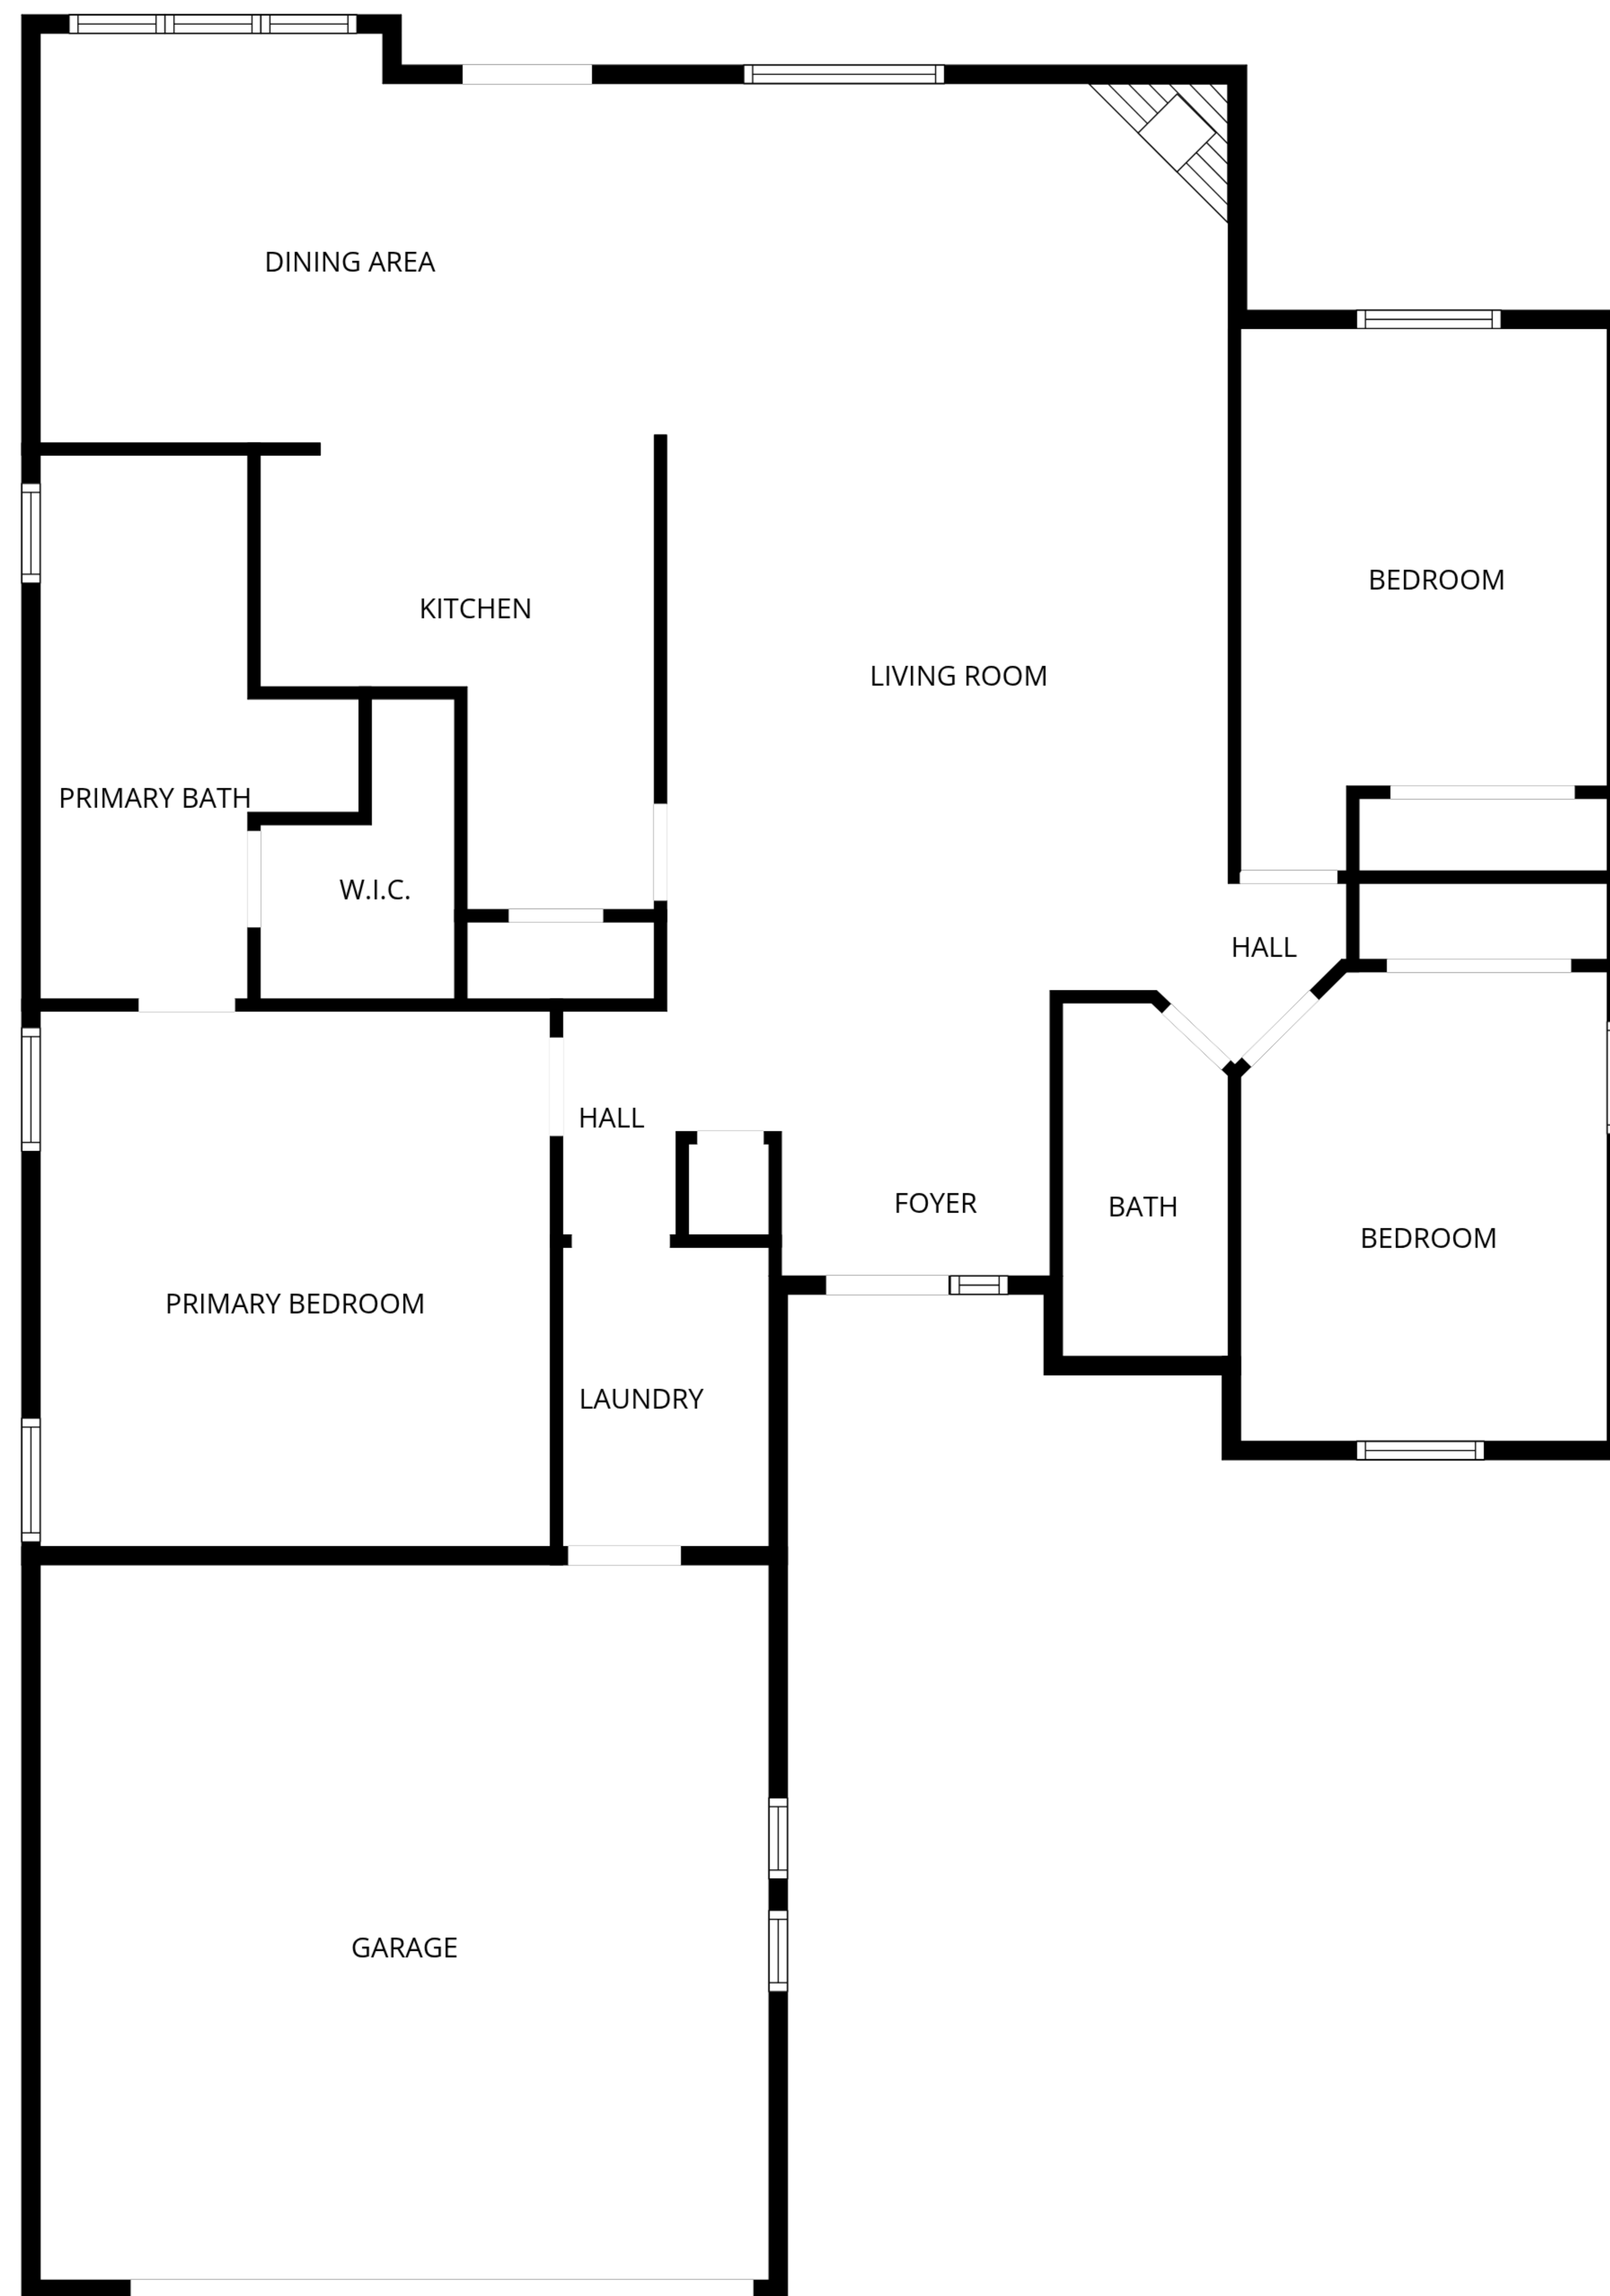 DINING AREA
BEDROOM
KITCHEN
LIVING ROOM
PRIMARY BATH
W.I.C.
HALL
HALL
FOYER
BATH
BEDROOM
PRIMARY BEDROOM
LAUNDRY
GARAGE